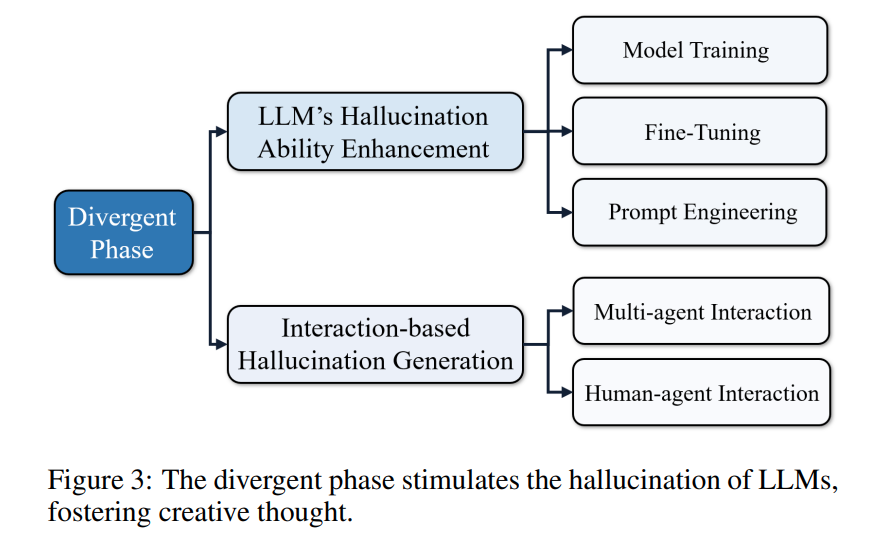 Divergent
Phase
LLM’s Hallucination
Ability Enhancement
Model Training
Fine-Tuning
Prompt Engineering
Interaction-based
Hallucination Generation
Multi-agent Interaction
Human-agent Interaction
Figure 3: The divergent phase stimulates the hallucination of LLMs,
fostering creative thought.